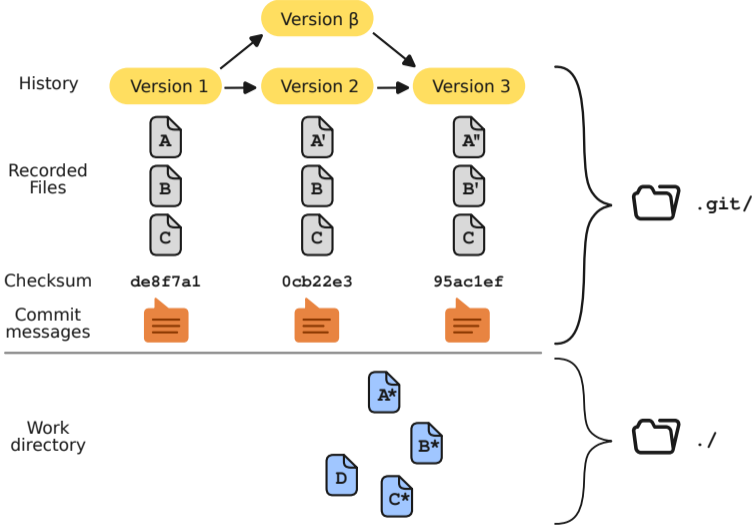 Version β
History
Version 1
Version 2
Version 3
Recorded
Files
A
A'
A"
B
B
B'
C
C
C
.git/
Checksum
de8f7a1
0cb22e3
95ac1ef
Commit
messages
Work
directory
A*
B*
D
C*
./